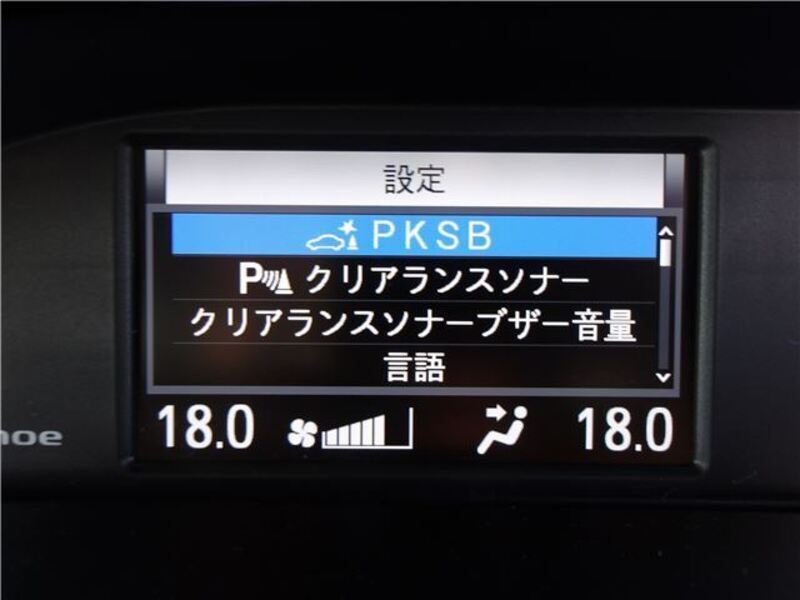 設定
PKSB
P クリアランスソナー
クリアランスソナーブザー音量
言語
18.0 18.0
noe